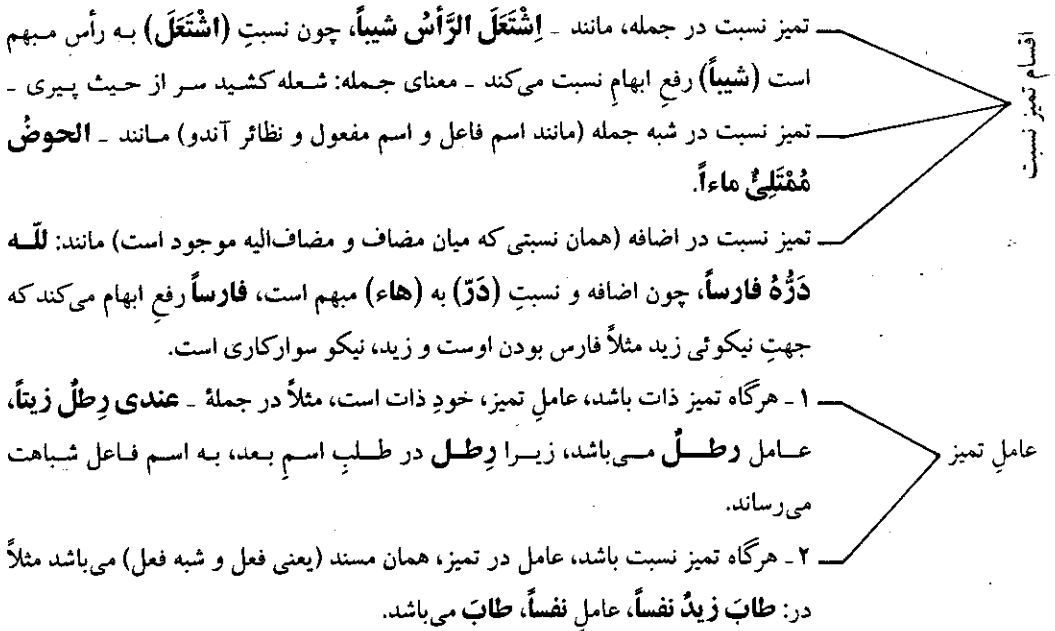 اقسام تمیز نسبت
تمیز نسبت در جمله، مانند ـ اِشْتَعَلَ الرَّأسُ شیباً، چون نسبتِ (اشْتَعَلَ) به رأس مبهم
است (شیباً) رفعِ ابهامِ نسبت می‌کند ـ معنای جمله: شعله کشید سر از حیث پیری ـ
تمیز نسبت در شبه جمله (مانند اسم فاعل و اسم مفعول و نظائر آندو) مانند ـ الحوضُ
مُمْتَلِئٌ ماءاً.
تمیز نسبت در اضافه (همان نسبتی که میان مضاف و مضاف‌الیه موجود است) مانند: للّه
دَرُّهُ فارساً، چون اضافه و نسبتِ (دَرّ) به (هاء) مبهم است، فارساً رفعِ ابهام می‌کند که
جهتِ نیکوئی زید مثلاً فارس بودن اوست و زید، نیکو سوارکاری است.
عاملِ تمیز
۱ ـ هرگاه تمیز ذات باشد، عاملِ تمیز، خودِ ذات است، مثلاً در جملهٔ ـ عندی رِطلٌ زیتاً،
عامل رطلٌ می‌باشد، زیرا رِطل در طلبِ اسمِ بعد، به اسم فاعل شباهت
می‌رساند.
۲ ـ هرگاه تمیز نسبت باشد، عامل در تمیز، همان مسند (یعنی فعل و شبه فعل) می‌باشد مثلاً
در: طابَ زیدٌ نفساً، عاملِ نفساً، طابَ می‌باشد.